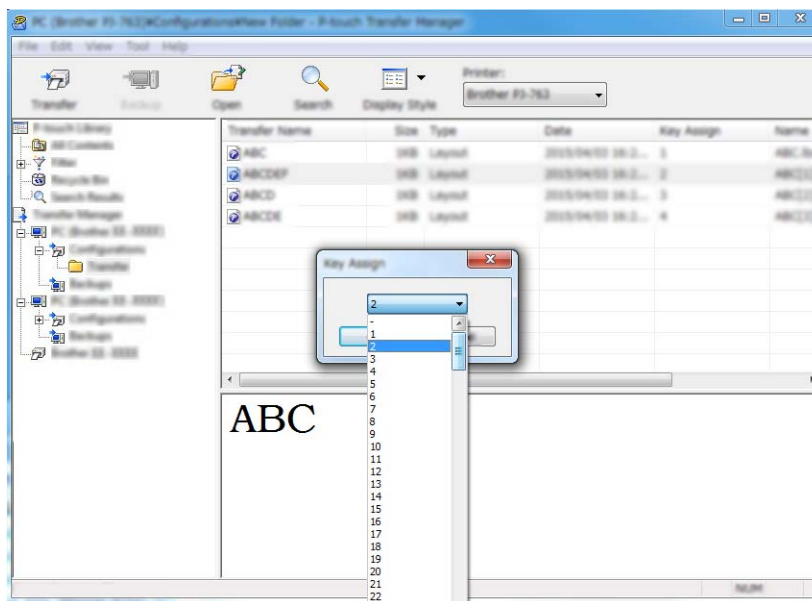 PC (Brother PJ-763)¥Configurations¥New Folder - P-touch Transfer Manager
File Edit View Tool Help
Transfer Backup Open Search Display Style
Printer:
Brother PJ-763
P-touch Library
All Contents
Filter
Recycle Bin
Search Results
Transfer Manager
Configurations
Transfer
Backups
Configurations
Backups
Transfer Name Size Type Date Key Assign Name
ABC 1KB Layout 1
ABCDEF 1KB Layout 2
ABCD 1KB Layout 3
ABCDE 1KB Layout 4
Key Assign
2
-
1
2
3
4
5
6
7
8
9
10
11
12
13
14
15
16
17
18
19
20
21
22
ABC
NUM